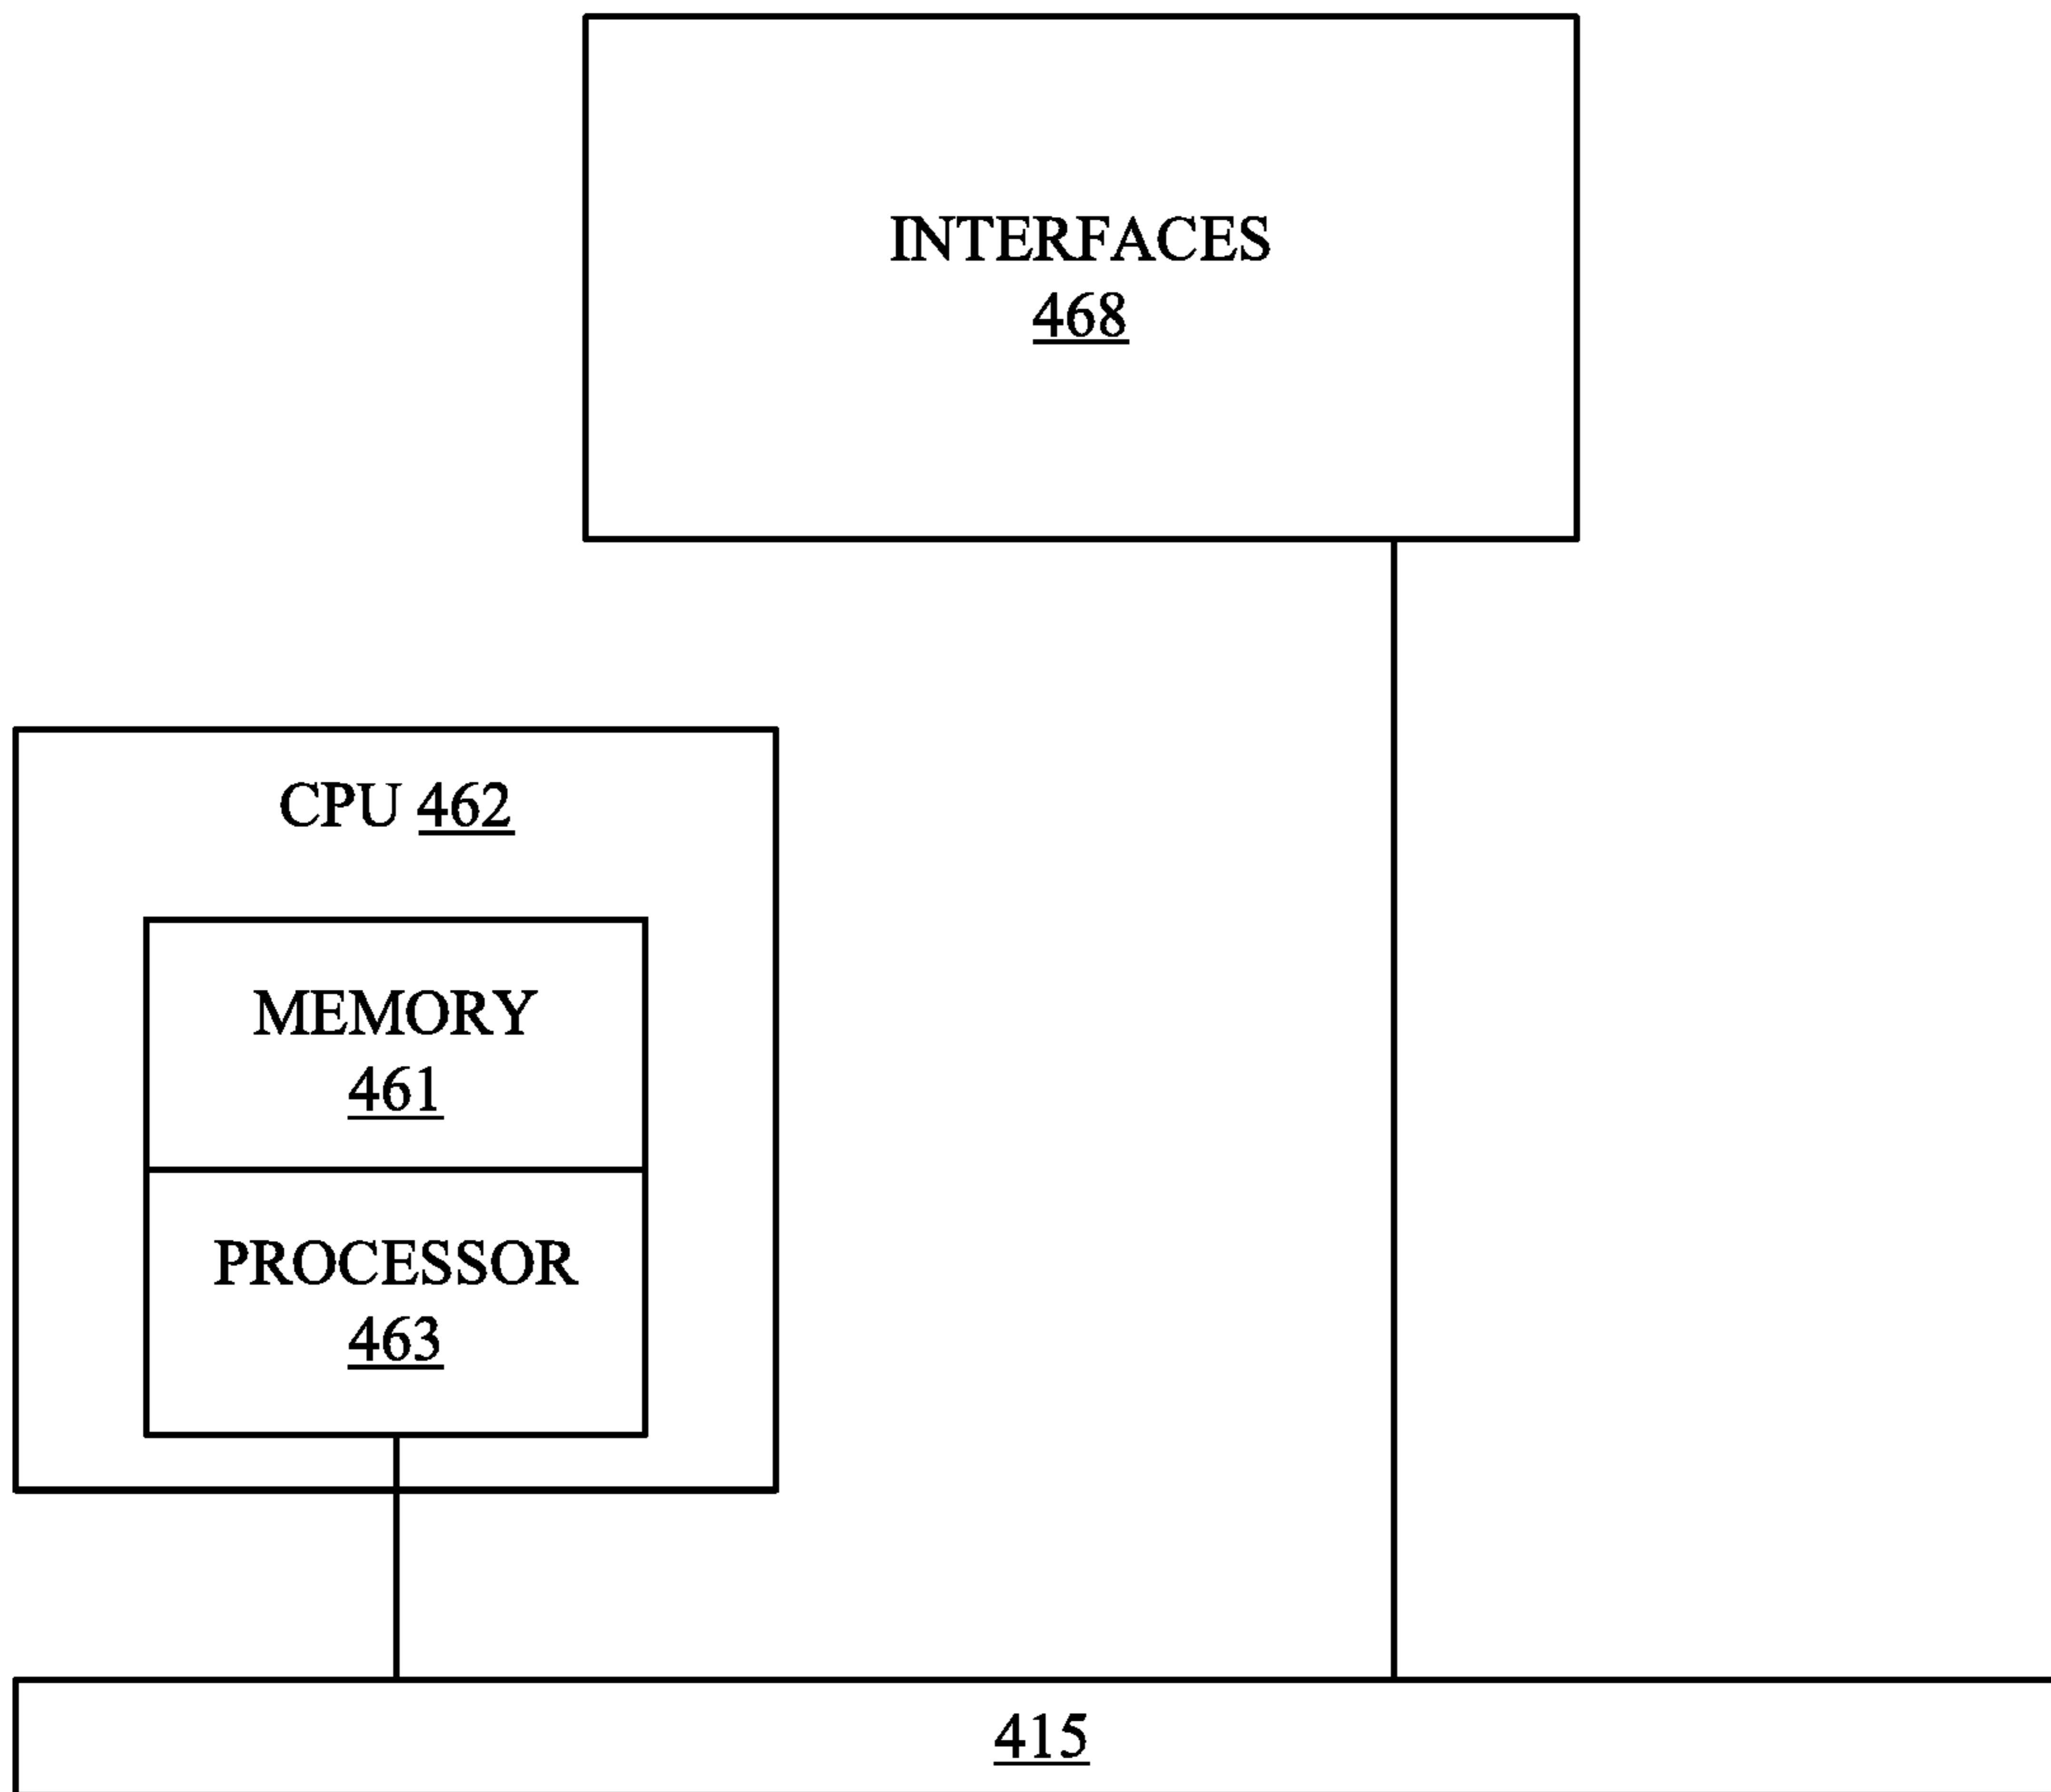 INTERFACES
468
CPU 462
MEMORY
461
PROCESSOR
463
415